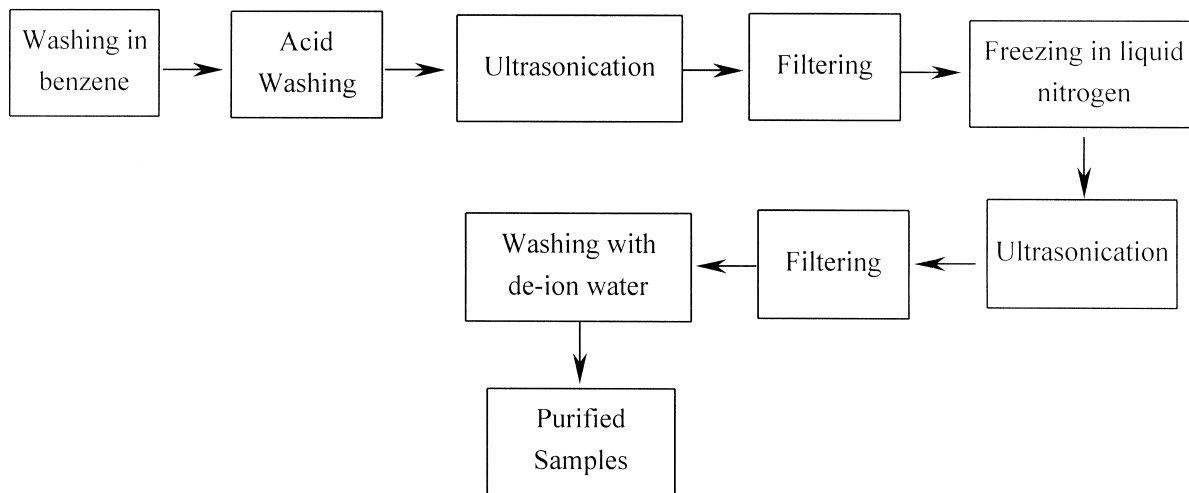 Washing in
benzene
Acid
Washing
Ultrasonication
Filtering
Freezing in liquid
nitrogen
Ultrasonication
Filtering
Washing with
de-ion water
Purified
Samples